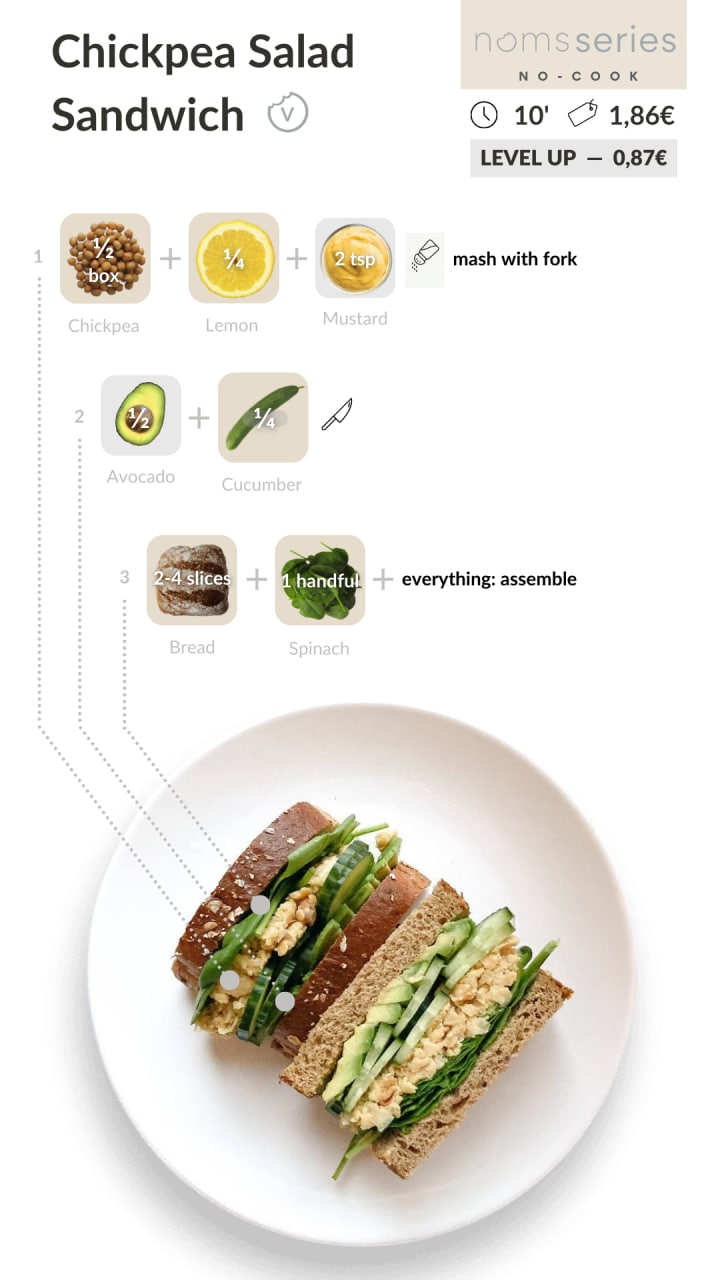 Chickpea Salad
Sandwich V
nomsseries
NO-COOK
10' 1,86€
LEVEL UP — 0,87€
1 ½ box + ¼ + 2 tsp mash with fork
Chickpea Lemon Mustard
2 ½ + ¼
Avocado Cucumber
3 2-4 slices + 1 handful + everything: assemble
Bread Spinach